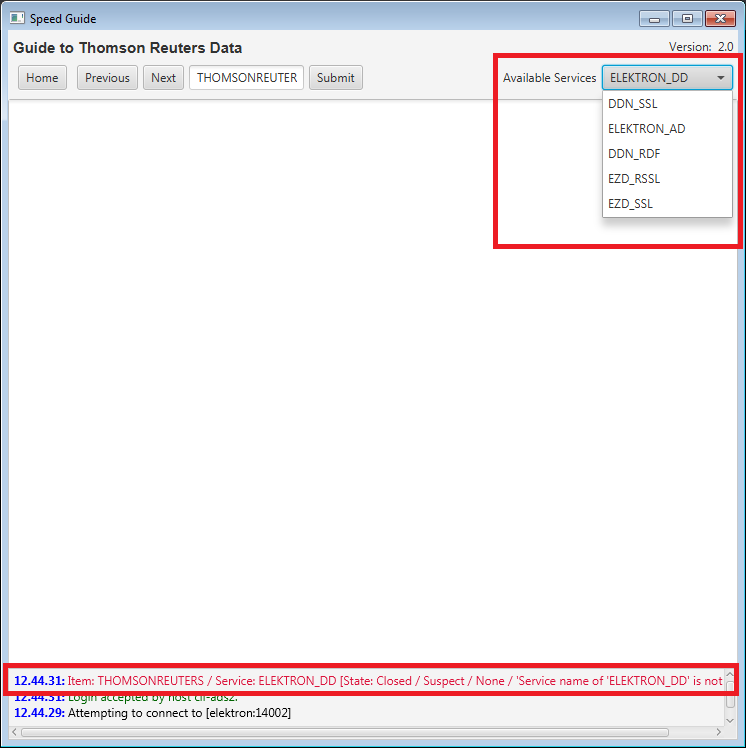 Speed Guide
Guide to Thomson Reuters Data
Version: 2.0
Home Previous Next THOMSONREUTER Submit Available Services ELEKTRON_DD
DDN_SSL
ELEKTRON_AD
DDN_RDF
EZD_RSSL
EZD_SSL
12.44.31: Item: THOMSONREUTERS / Service: ELEKTRON_DD [State: Closed / Suspect / None / 'Service name of 'ELEKTRON_DD' is not
12.44.31: Login accepted by host
12.44.29: Attempting to connect to [elektron:14002]